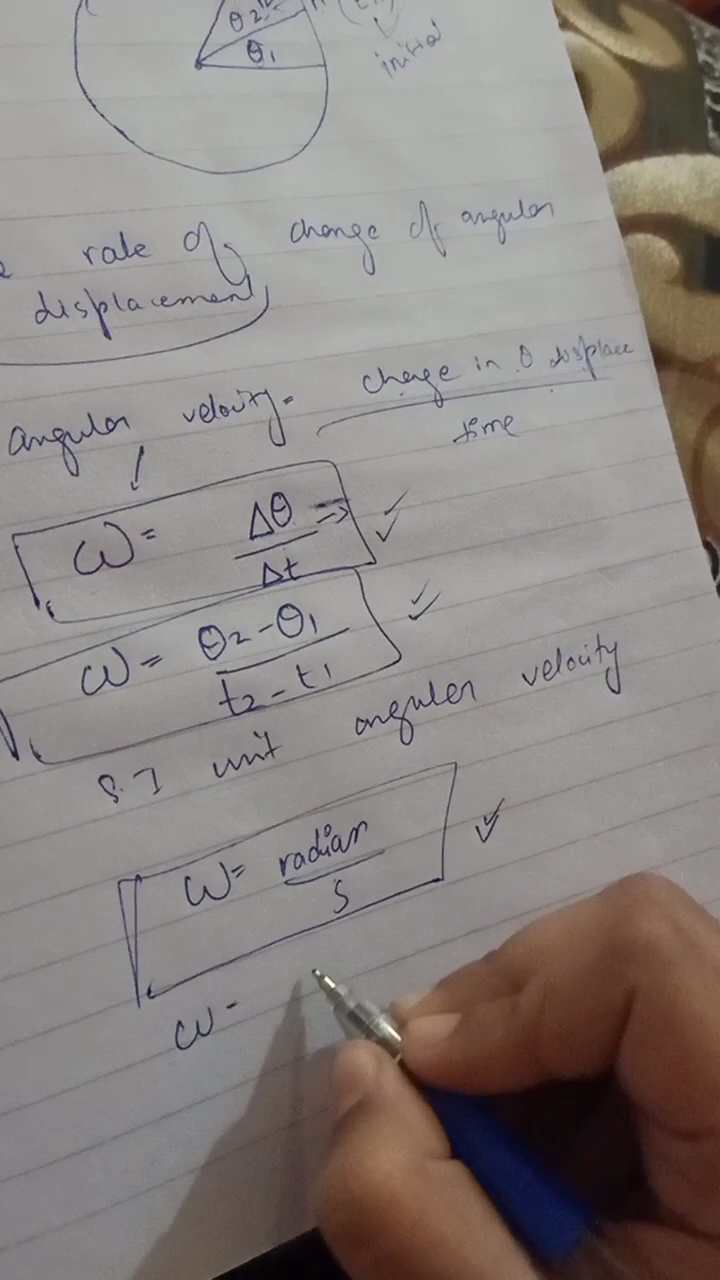 θ2
θ1
initial
rate of change of angular
displacement
angular velocity = change in θ displace
time
ω = Δθ =>
Δt
ω = θ2-θ1
t2-t1
S.I unit angular velocity
ω = radian
s
ω =